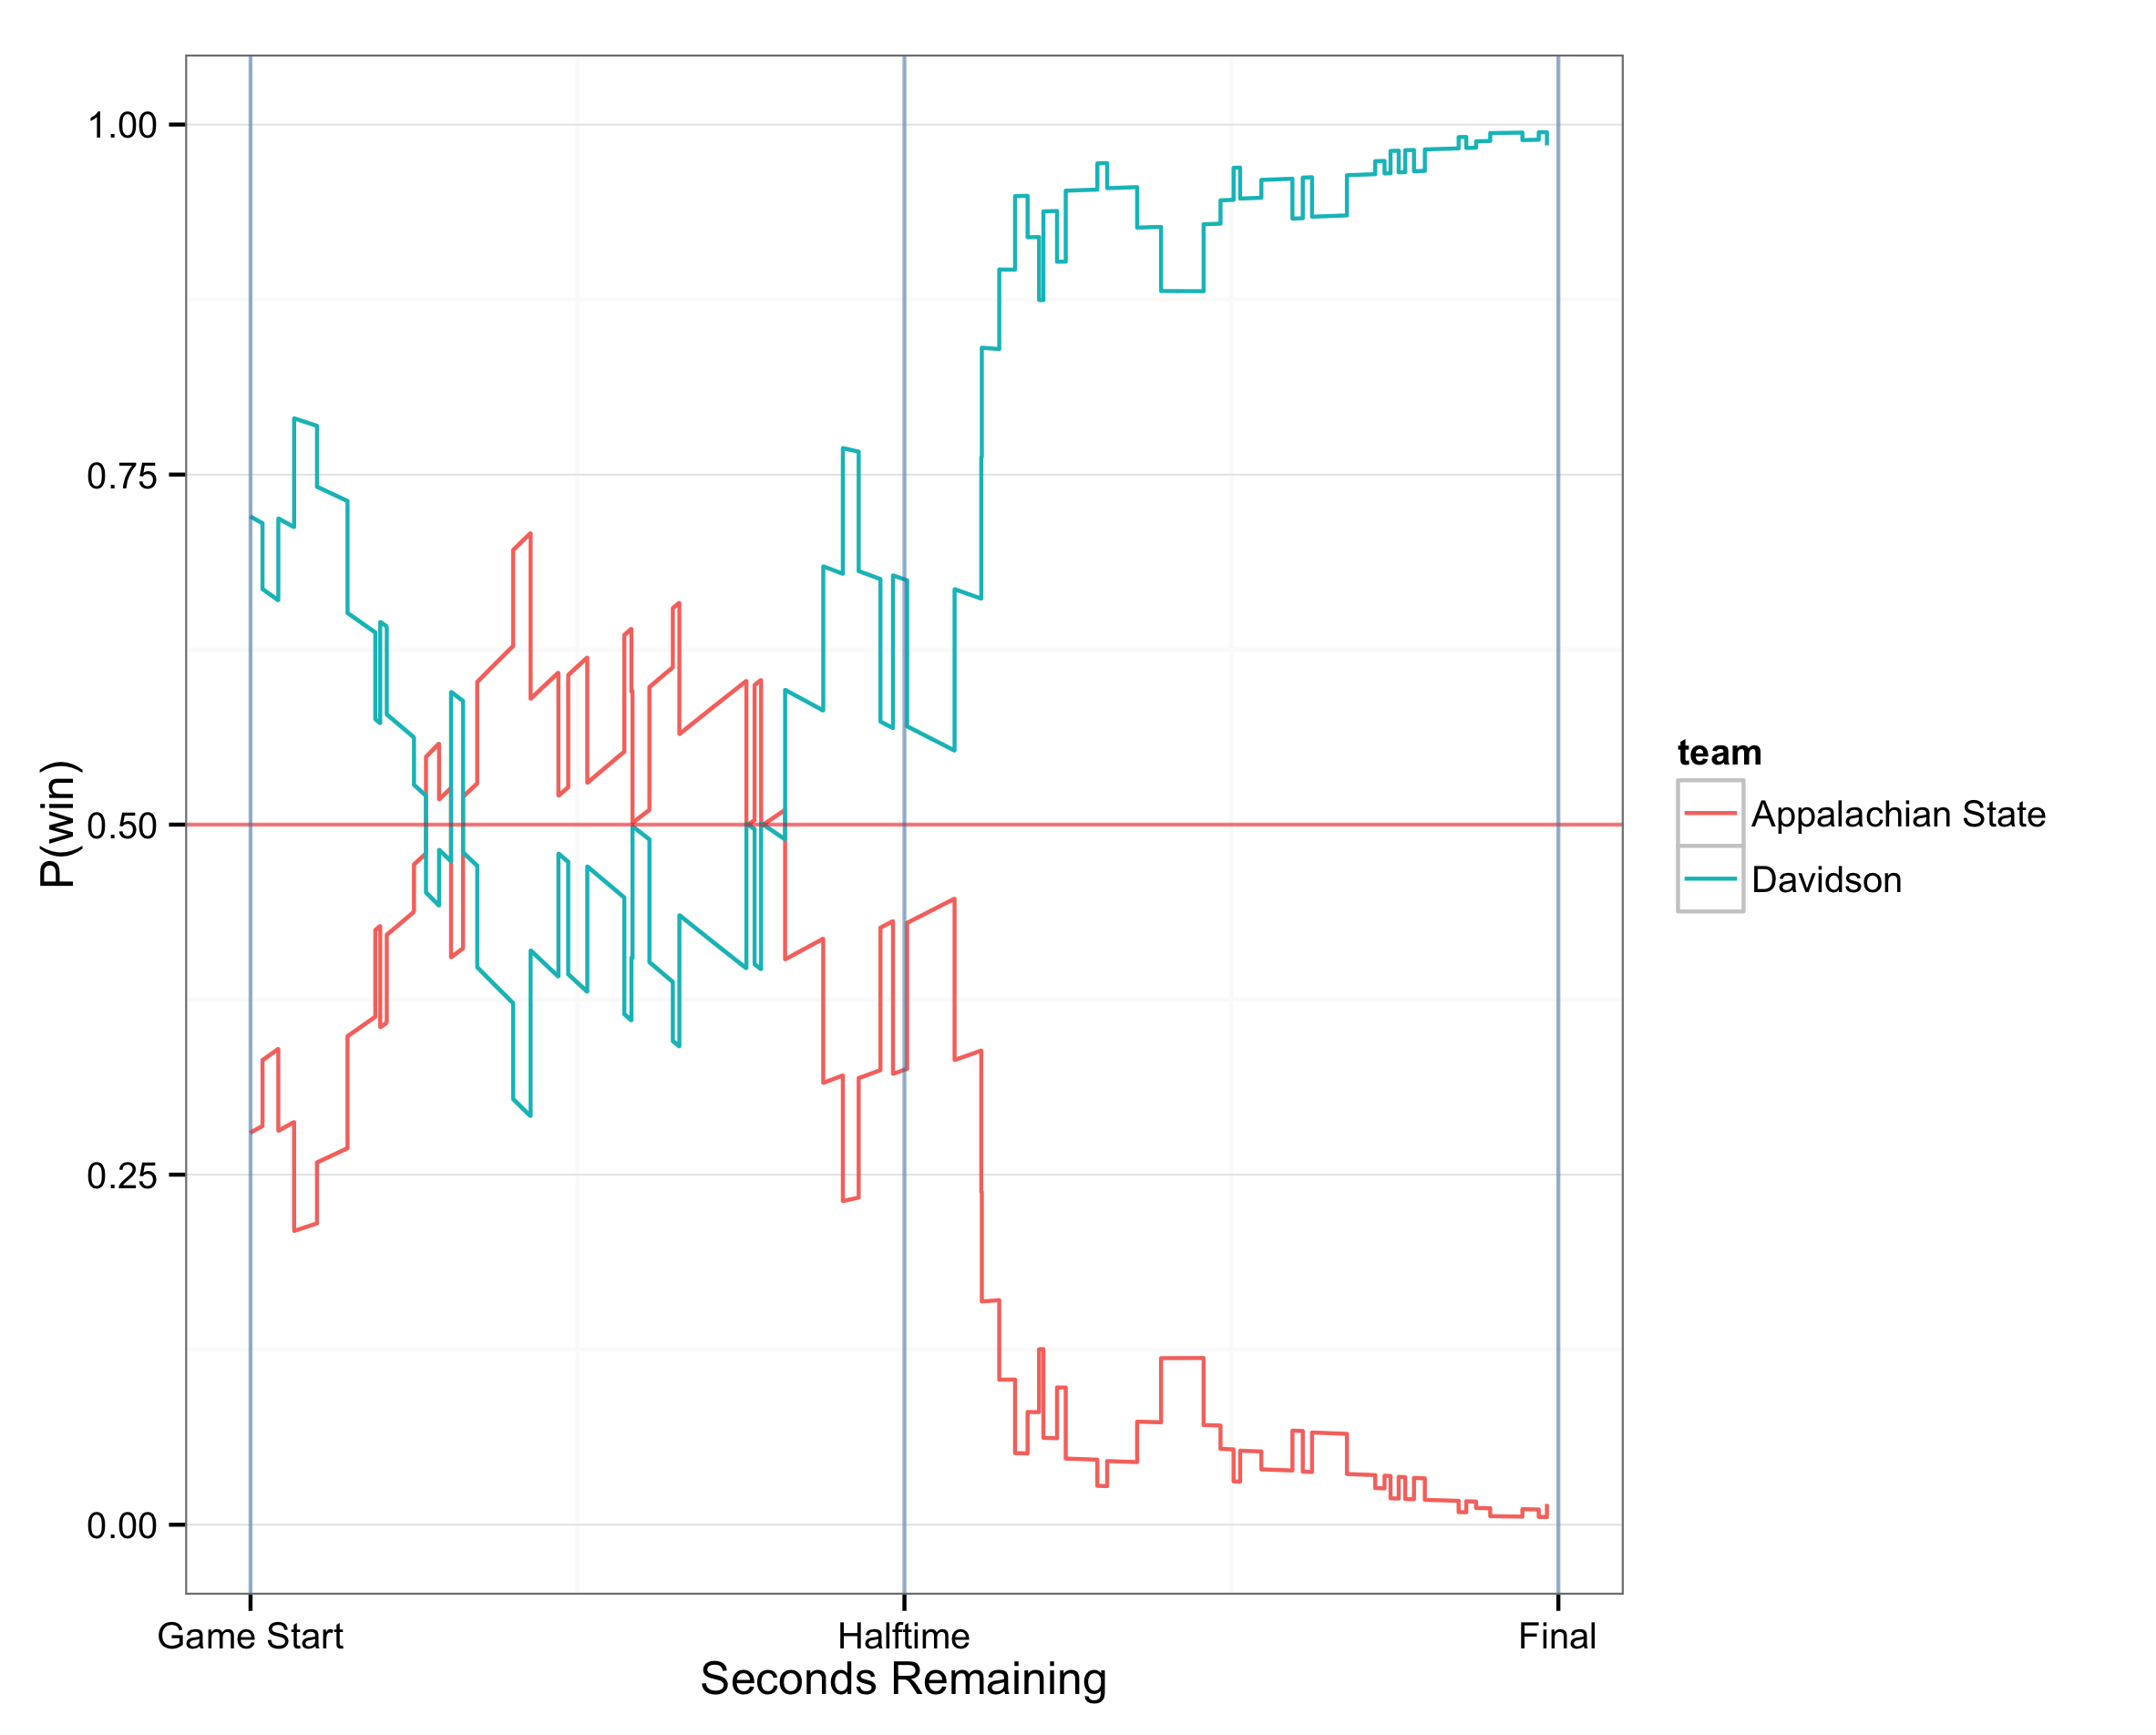 1.00
0.75
0.50
0.25
0.00
P(win)
Game Start
Halftime
Final
Seconds Remaining
team
Appalachian State
Davidson